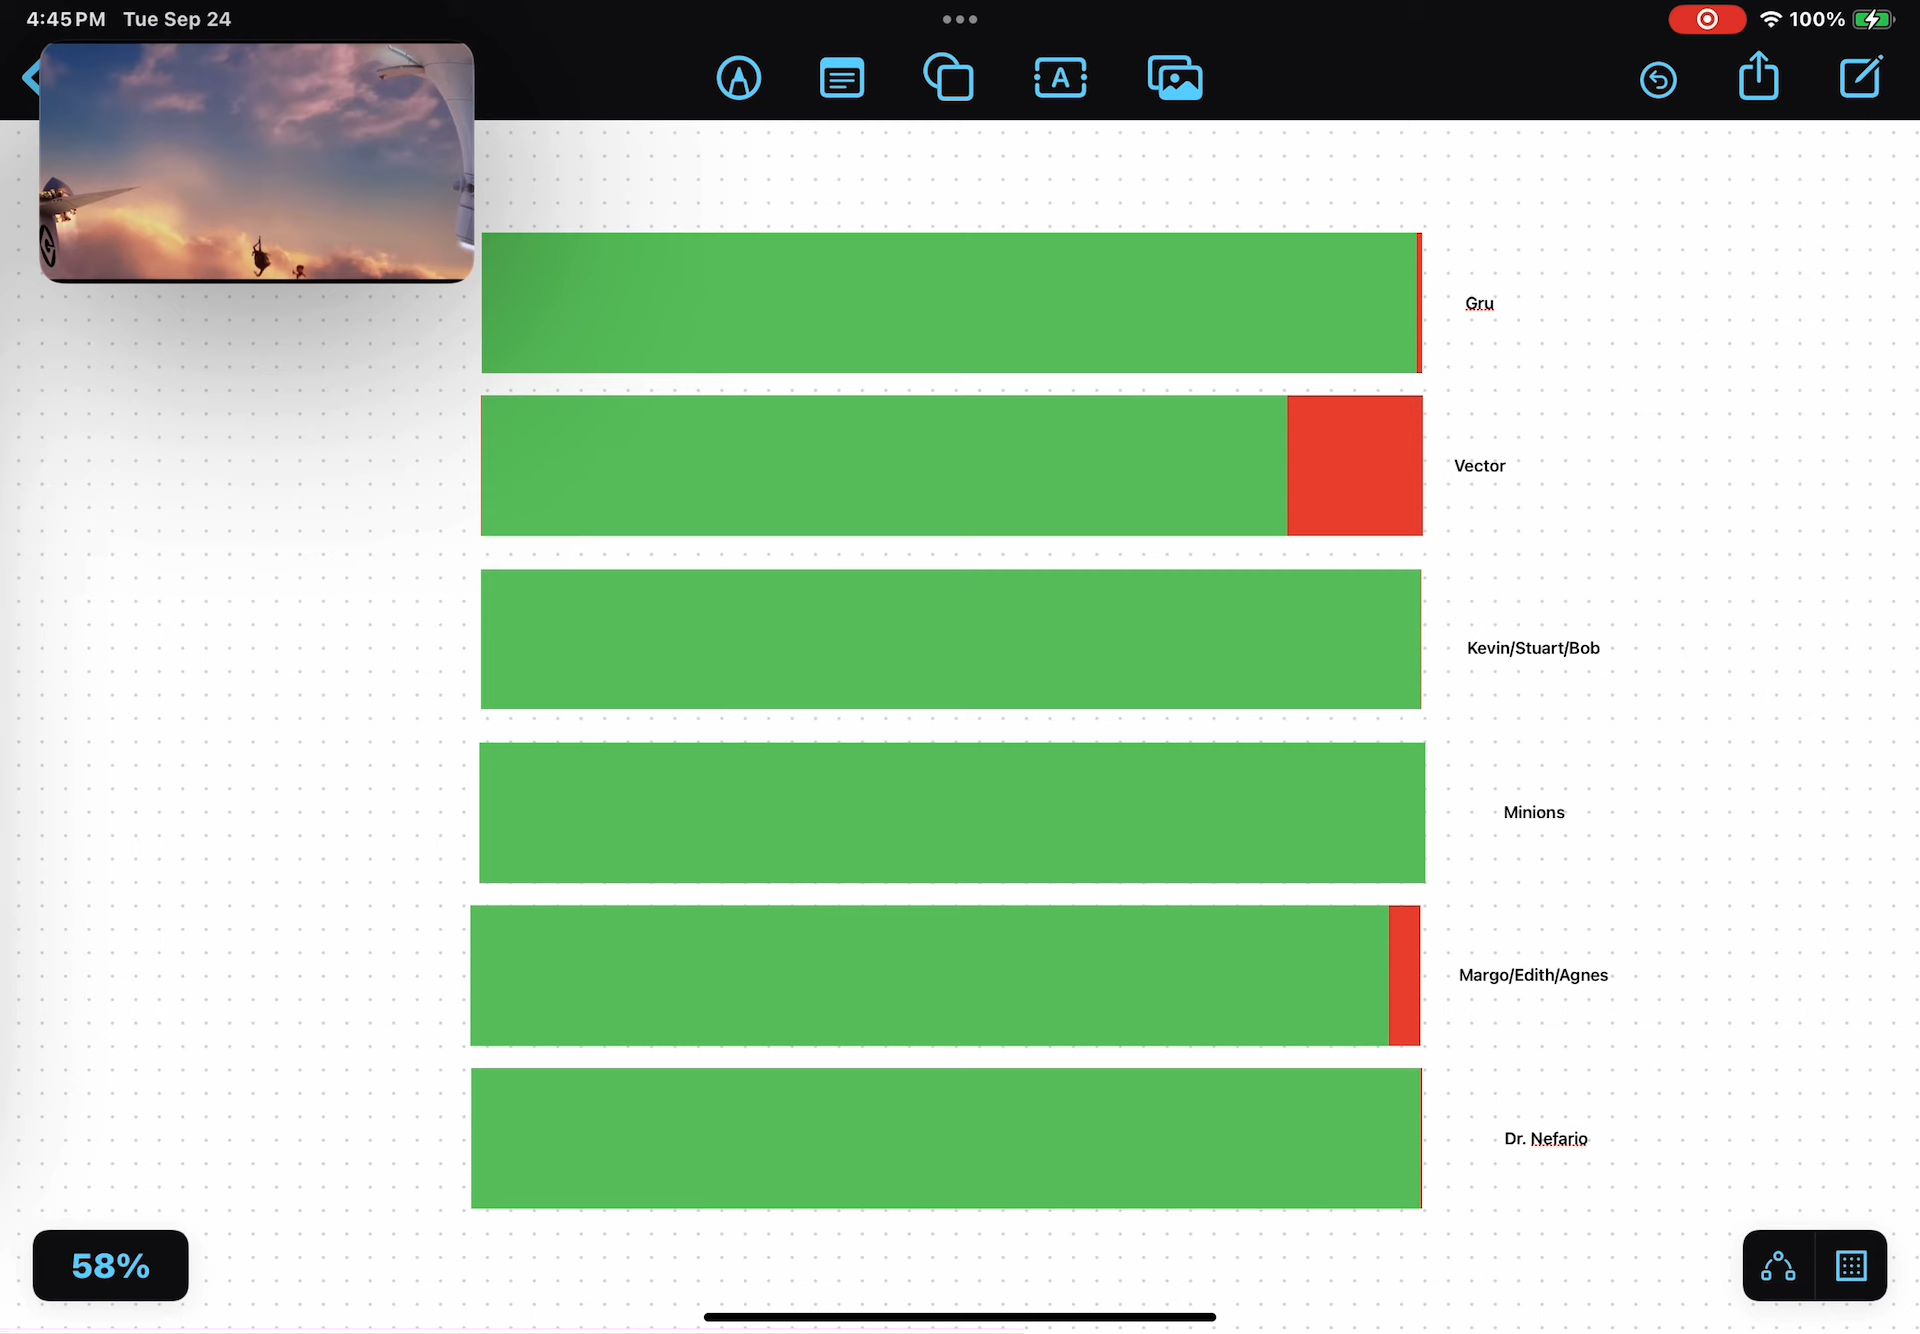 4:45 PM Tue Sep 24
100%
A
Gru
Vector
Kevin/Stuart/Bob
Minions
Margo/Edith/Agnes
Dr. Nefario
58%